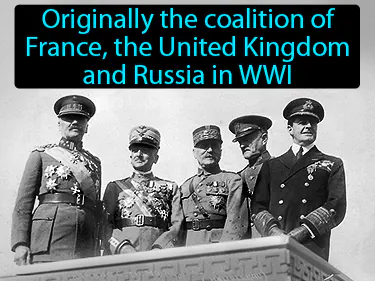 Originally the coalition of
France, the United Kingdom
and Russia in WWI